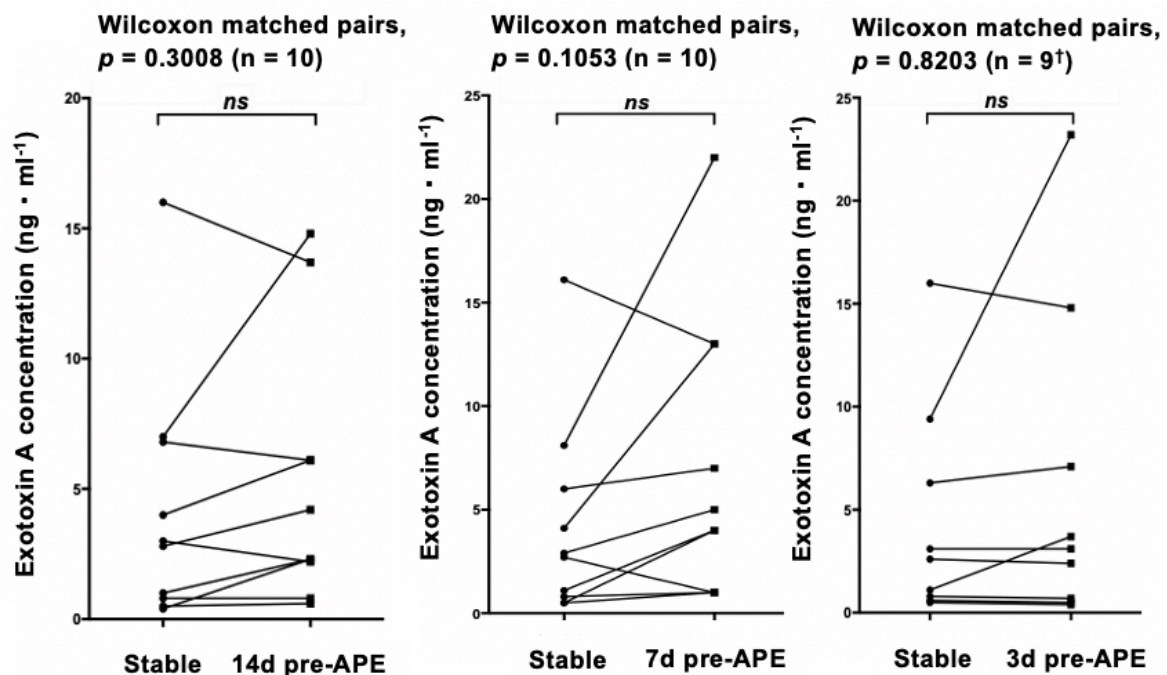 Wilcoxon matched pairs,
p = 0.3008 (n = 10)
ns
20
15
10
5
0
Exotoxin A concentration (ng · ml⁻¹)
Stable 14d pre-APE
Wilcoxon matched pairs,
p = 0.1053 (n = 10)
ns
25
20
15
10
5
0
Exotoxin A concentration (ng · ml⁻¹)
Stable 7d pre-APE
Wilcoxon matched pairs,
p = 0.8203 (n = 9†)
ns
25
20
15
10
5
0
Exotoxin A concentration (ng · ml⁻¹)
Stable 3d pre-APE